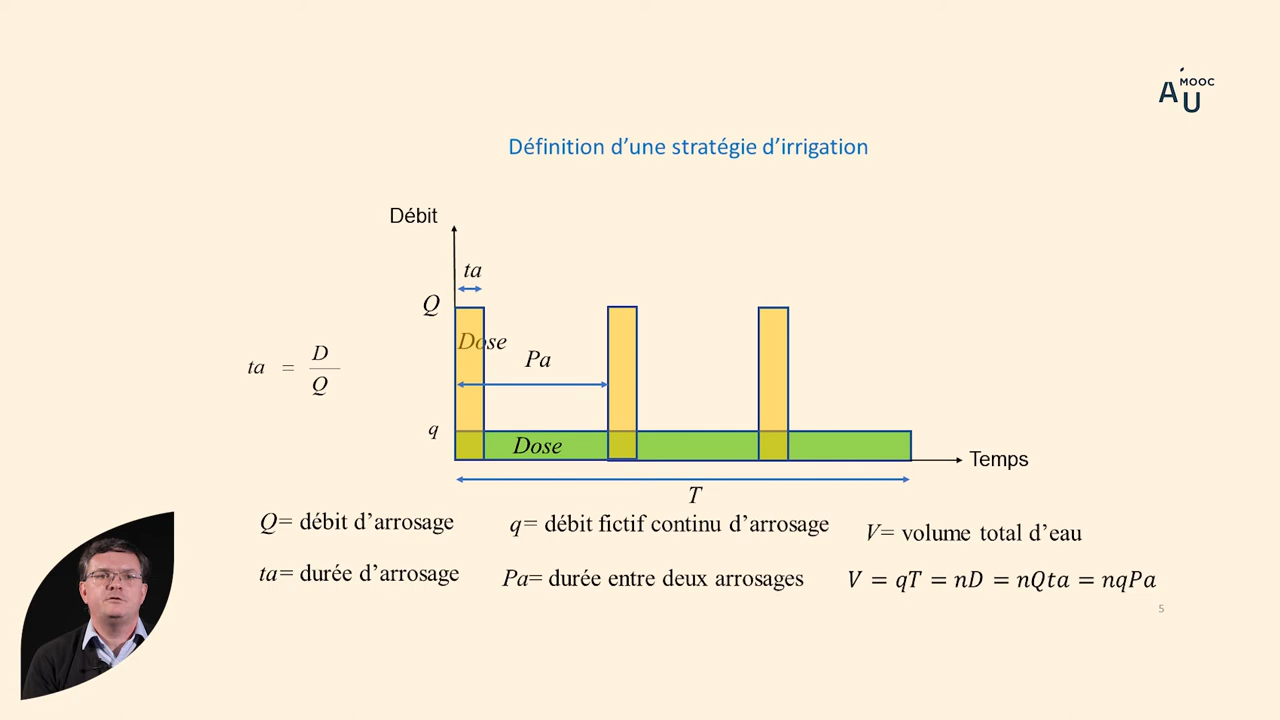 MOOC
AU
Définition d’une stratégie d’irrigation
Débit
ta
Q
Dose
Pa
ta = D
Q
q
Dose
Temps
T
Q= débit d’arrosage
q= débit fictif continu d’arrosage
V= volume total d’eau
ta= durée d’arrosage
Pa= durée entre deux arrosages
V = qT = nD = nQta = nqPa
5